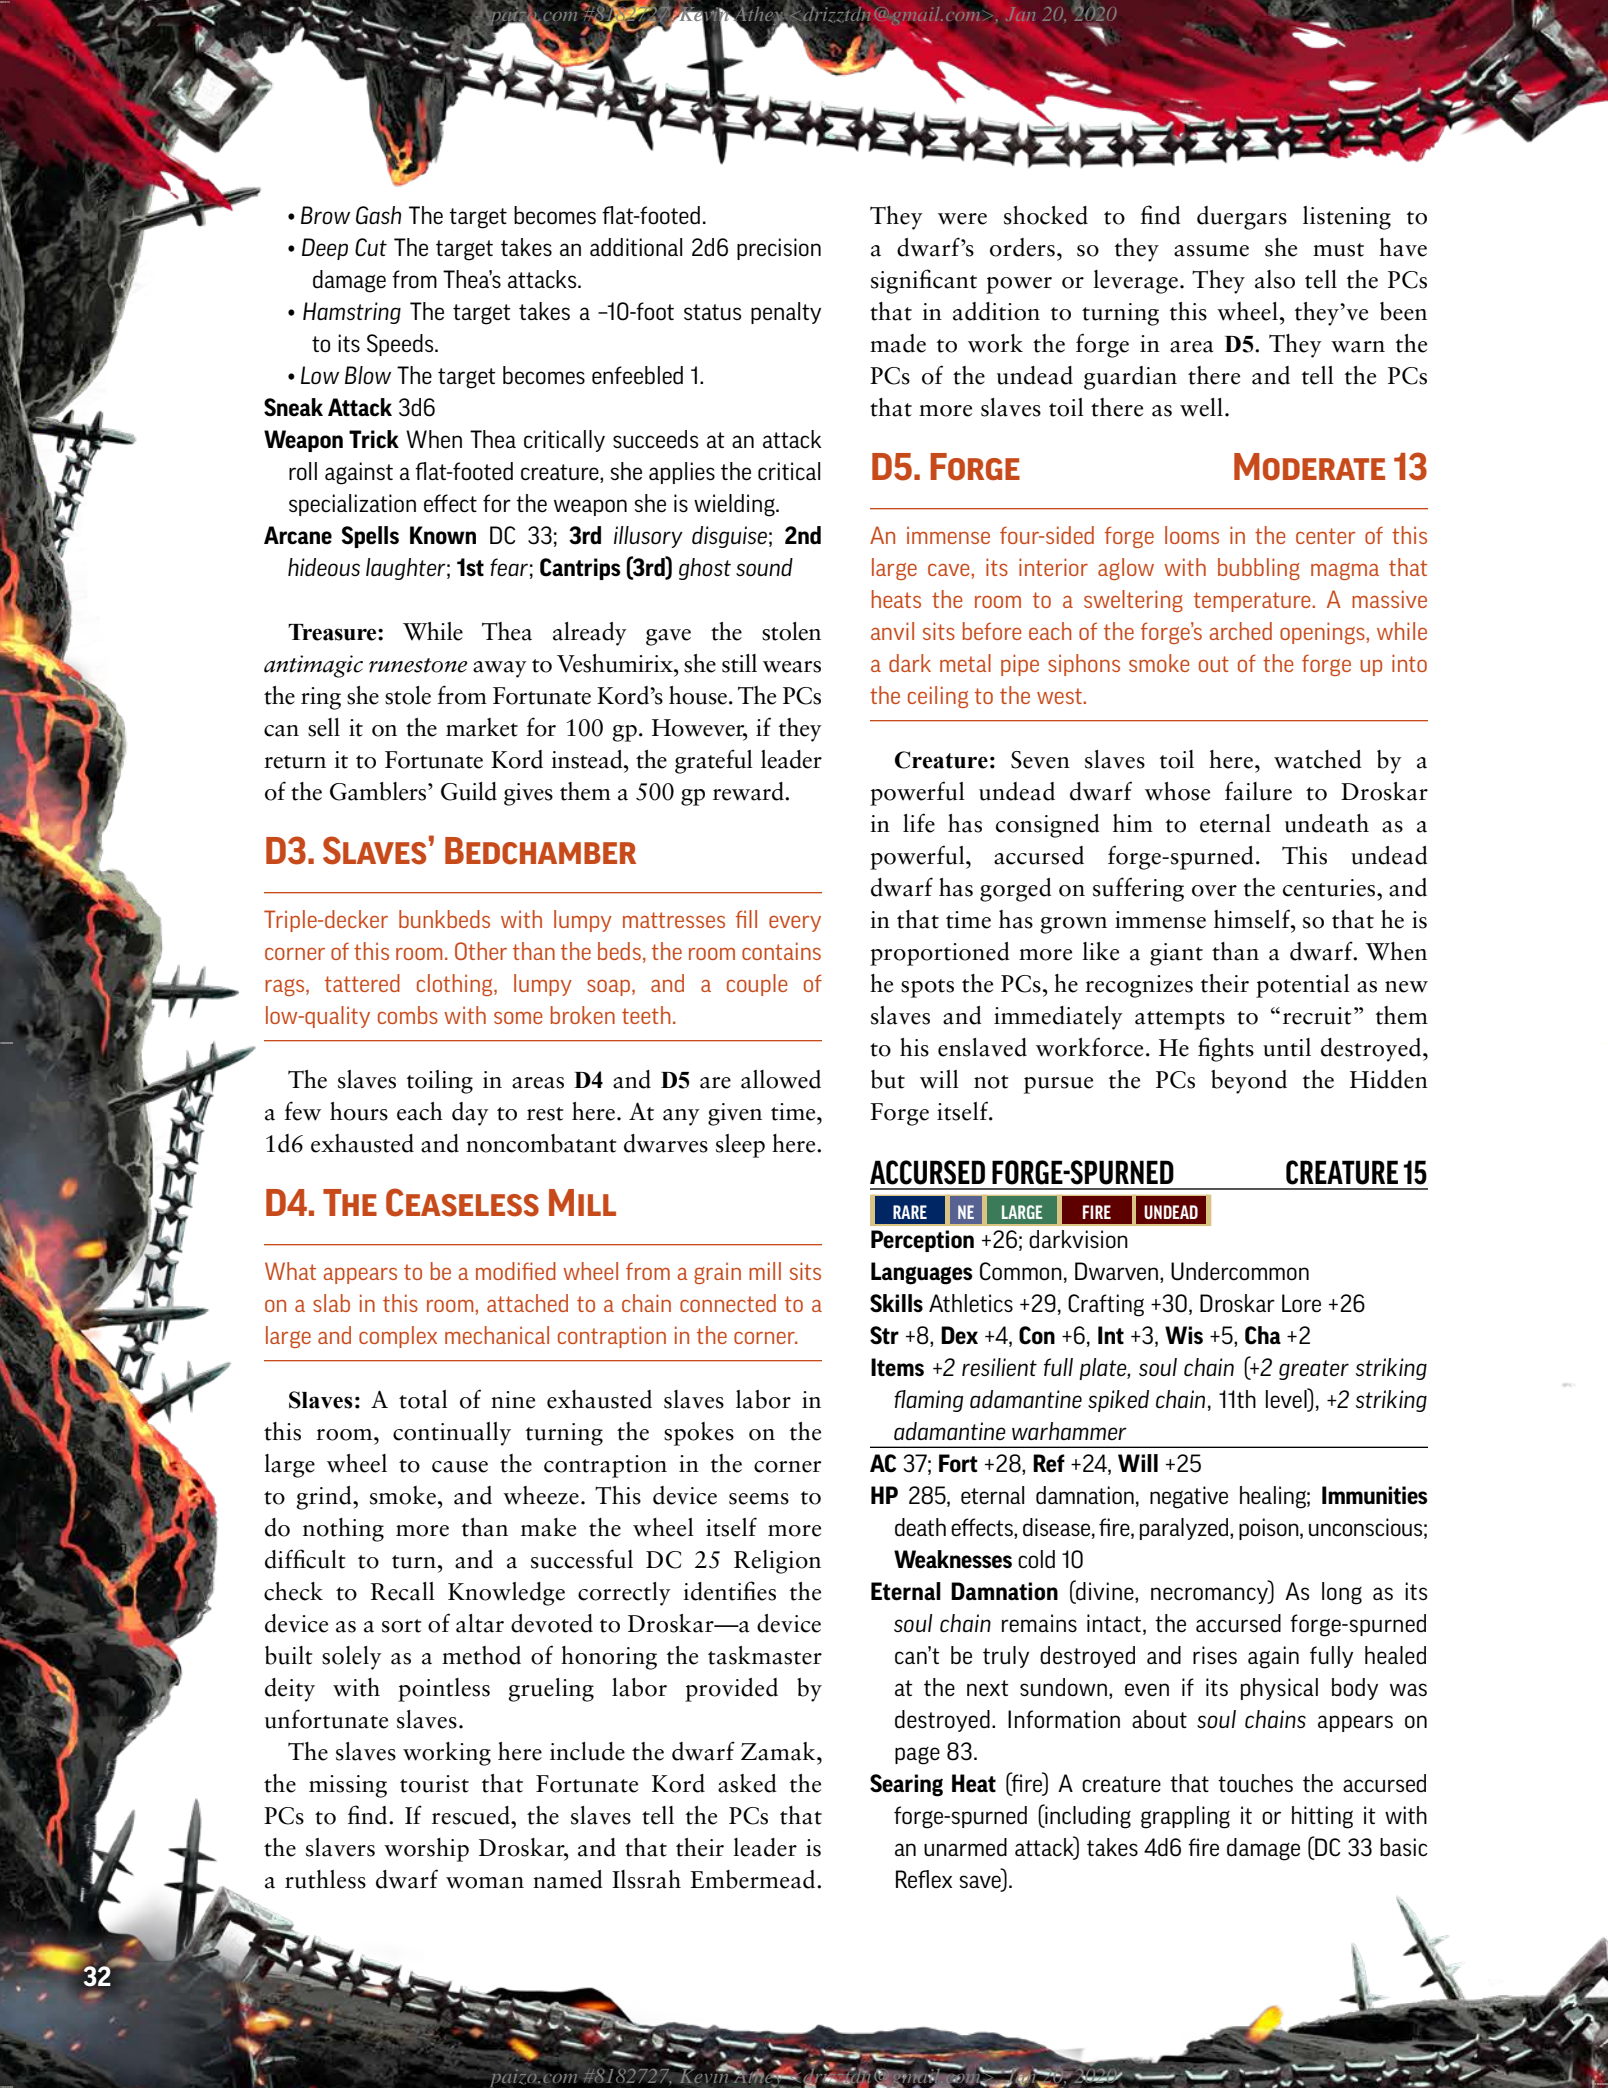 paizo.com #8182727, Kevin Athey <drizztdn@gmail.com>, Jan 20, 2020
• Brow Gash The target becomes flat-footed.
• Deep Cut The target takes an additional 2d6 precision
damage from Thea's attacks.
• Hamstring The target takes a –10-foot status penalty
to its Speeds.
• Low Blow The target becomes enfeebled 1.
Sneak Attack 3d6
Weapon Trick When Thea critically succeeds at an attack
roll against a flat-footed creature, she applies the critical
specialization effect for the weapon she is wielding.
Arcane Spells Known DC 33; 3rd illusory disguise; 2nd
hideous laughter; 1st fear; Cantrips (3rd) ghost sound
Treasure: While Thea already gave the stolen
antimagic runestone away to Veshumirix, she still wears
the ring she stole from Fortunate Kord's house. The PCs
can sell it on the market for 100 gp. However, if they
return it to Fortunate Kord instead, the grateful leader
of the Gamblers' Guild gives them a 500 gp reward.
D3. Slaves' Bedchamber
Triple-decker bunkbeds with lumpy mattresses fill every
corner of this room. Other than the beds, the room contains
rags, tattered clothing, lumpy soap, and a couple of
low-quality combs with some broken teeth.
The slaves toiling in areas D4 and D5 are allowed
a few hours each day to rest here. At any given time,
1d6 exhausted and noncombatant dwarves sleep here.
D4. The Ceaseless Mill
What appears to be a modified wheel from a grain mill sits
on a slab in this room, attached to a chain connected to a
large and complex mechanical contraption in the corner.
Slaves: A total of nine exhausted slaves labor in
this room, continually turning the spokes on the
large wheel to cause the contraption in the corner
to grind, smoke, and wheeze. This device seems to
do nothing more than make the wheel itself more
difficult to turn, and a successful DC 25 Religion
check to Recall Knowledge correctly identifies the
device as a sort of altar devoted to Droskar—a device
built solely as a method of honoring the taskmaster
deity with pointless grueling labor provided by
unfortunate slaves.
The slaves working here include the dwarf Zamak,
the missing tourist that Fortunate Kord asked the
PCs to find. If rescued, the slaves tell the PCs that
the slavers worship Droskar, and that their leader is
a ruthless dwarf woman named Ilssrah Embermead.
They were shocked to find duergars listening to
a dwarf's orders, so they assume she must have
significant power or leverage. They also tell the PCs
that in addition to turning this wheel, they've been
made to work the forge in area D5. They warn the
PCs of the undead guardian there and tell the PCs
that more slaves toil there as well.
D5. Forge Moderate 13
An immense four-sided forge looms in the center of this
large cave, its interior aglow with bubbling magma that
heats the room to a sweltering temperature. A massive
anvil sits before each of the forge's arched openings, while
a dark metal pipe siphons smoke out of the forge up into
the ceiling to the west.
Creature: Seven slaves toil here, watched by a
powerful undead dwarf whose failure to Droskar
in life has consigned him to eternal undeath as a
powerful, accursed forge-spurned. This undead
dwarf has gorged on suffering over the centuries, and
in that time has grown immense himself, so that he is
proportioned more like a giant than a dwarf. When
he spots the PCs, he recognizes their potential as new
slaves and immediately attempts to “recruit” them
to his enslaved workforce. He fights until destroyed,
but will not pursue the PCs beyond the Hidden
Forge itself.
ACCURSED FORGE-SPURNED CREATURE 15
RARE NE LARGE FIRE UNDEAD
Perception +26; darkvision
Languages Common, Dwarven, Undercommon
Skills Athletics +29, Crafting +30, Droskar Lore +26
Str +8, Dex +4, Con +6, Int +3, Wis +5, Cha +2
Items +2 resilient full plate, soul chain (+2 greater striking
flaming adamantine spiked chain, 11th level), +2 striking
adamantine warhammer
AC 37; Fort +28, Ref +24, Will +25
HP 285, eternal damnation, negative healing; Immunities
death effects, disease, fire, paralyzed, poison, unconscious;
Weaknesses cold 10
Eternal Damnation (divine, necromancy) As long as its
soul chain remains intact, the accursed forge-spurned
can't be truly destroyed and rises again fully healed
at the next sundown, even if its physical body was
destroyed. Information about soul chains appears on
page 83.
Searing Heat (fire) A creature that touches the accursed
forge-spurned (including grappling it or hitting it with
an unarmed attack) takes 4d6 fire damage (DC 33 basic
Reflex save).
32
paizo.com #8182727, Kevin Athey <drizztdn@gmail.com>, Jan 20, 2020